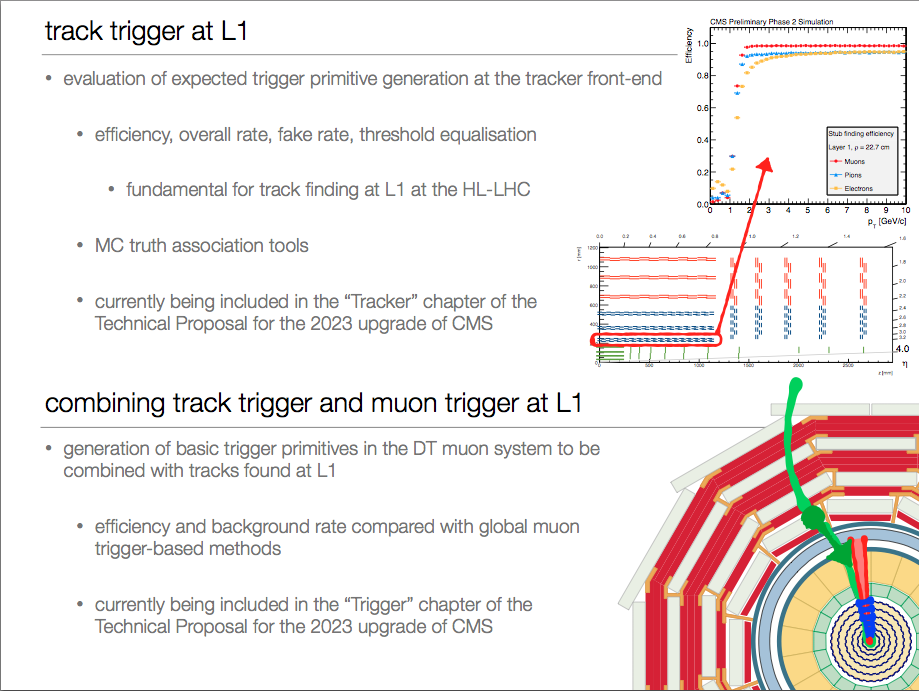 track trigger at L1
• evaluation of expected trigger primitive generation at the tracker front-end
• efficiency, overall rate, fake rate, threshold equalisation
• fundamental for track finding at L1 at the HL-LHC
• MC truth association tools
• currently being included in the “Tracker” chapter of the
Technical Proposal for the 2023 upgrade of CMS
CMS Preliminary Phase 2 Simulation
Efficiency
1.0
0.8
0.6
0.4
0.2
0.0
Stub finding efficiency
Layer 1, ρ = 22.7 cm
Muons
Pions
Electrons
0 1 2 3 4 5 6 7 8 9 10
pT [GeV/c]
0.0 0.2 0.4 0.6 0.8 1.0 1.2 1.4 1.6
r [mm]
1200
1000
800
600
400
0
1.8
2.0
2.2
2.4
2.6
2.8
3.0
3.2
4.0
η
0 500 1000 1500 2000 2500
z [mm]
combining track trigger and muon trigger at L1
• generation of basic trigger primitives in the DT muon system to be
combined with tracks found at L1
• efficiency and background rate compared with global muon
trigger-based methods
• currently being included in the “Trigger” chapter of the
Technical Proposal for the 2023 upgrade of CMS